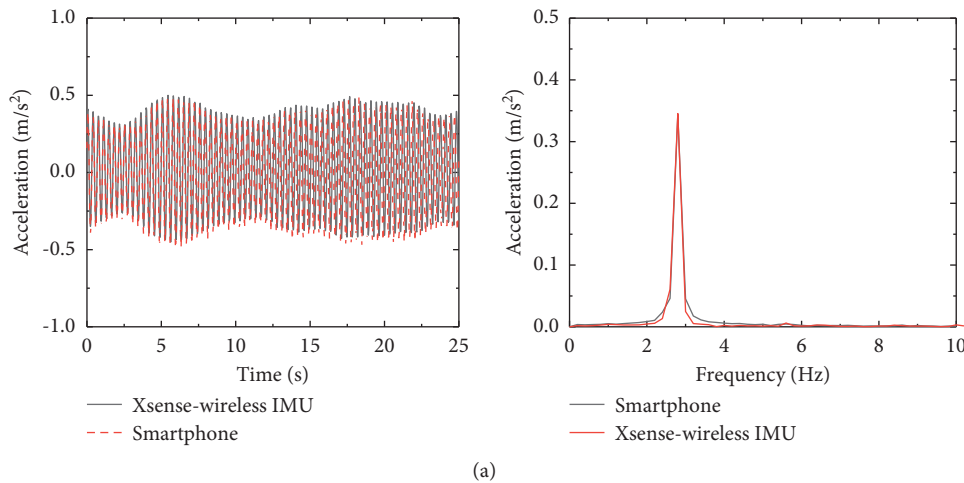 1.0
0.5
0.0
-0.5
-1.0
Acceleration (m/s²)
0 5 10 15 20 25
Time (s)
Xsense-wireless IMU
Smartphone
0.5
0.4
0.3
0.2
0.1
0.0
Acceleration (m/s²)
0 2 4 6 8 10
Frequency (Hz)
Smartphone
Xsense-wireless IMU
(a)